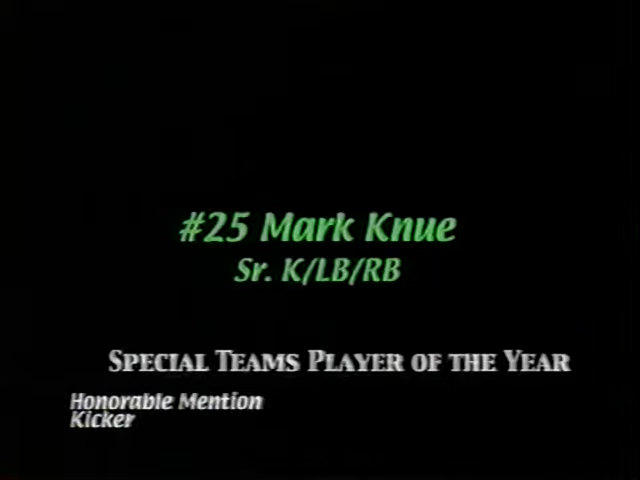 #25 Mark Knue
Sr. K/LB/RB
SPECIAL TEAMS PLAYER OF THE YEAR
Honorable Mention
Kicker